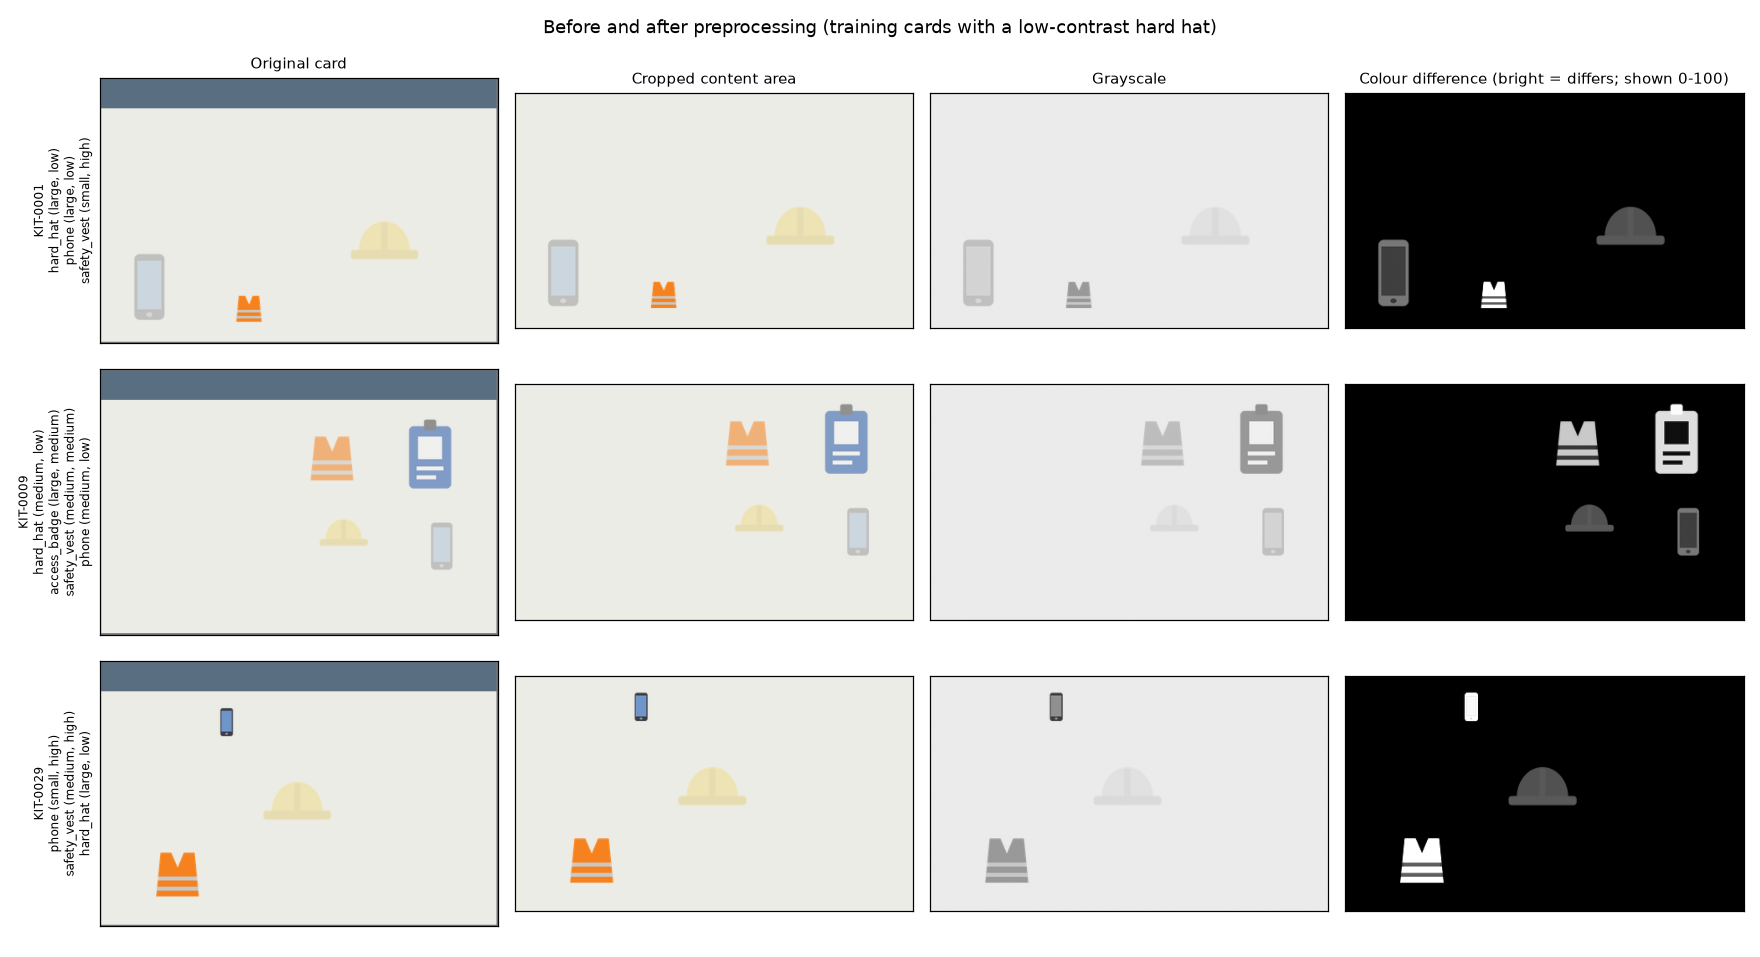 Before and after preprocessing (training cards with a low-contrast hard hat)
Original card
Cropped content area
Grayscale
Colour difference (bright = differs; shown 0-100)
KIT-0001
hard_hat (large, low)
phone (large, low)
safety_vest (small, high)
KIT-0009
hard_hat (medium, low)
access_badge (large, medium)
safety_vest (medium, medium)
phone (medium, low)
KIT-0029
phone (small, high)
safety_vest (medium, high)
hard_hat (large, low)